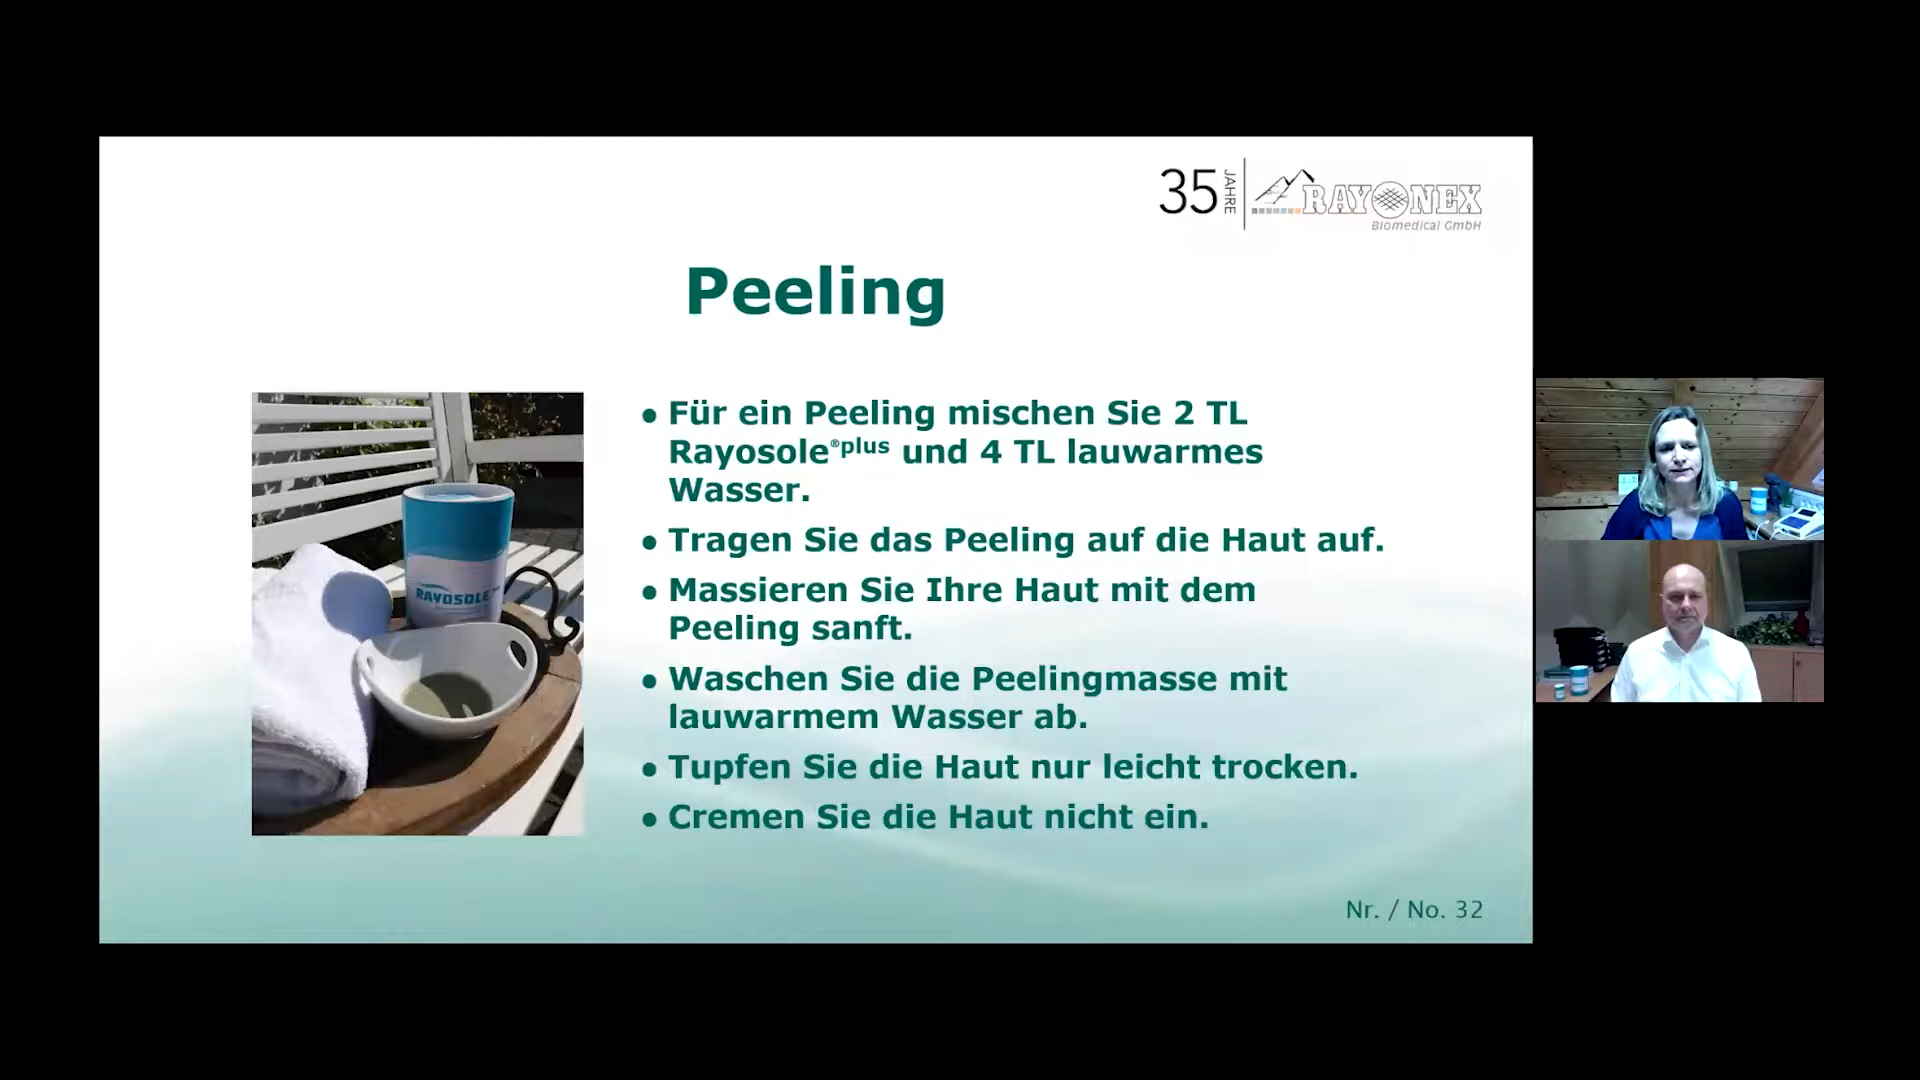 35 JAHRE
RAYONEX
Biomedical GmbH
Peeling
• Für ein Peeling mischen Sie 2 TL
Rayosole®plus und 4 TL lauwarmes
Wasser.
• Tragen Sie das Peeling auf die Haut auf.
• Massieren Sie Ihre Haut mit dem
Peeling sanft.
• Waschen Sie die Peelingmasse mit
lauwarmem Wasser ab.
• Tupfen Sie die Haut nur leicht trocken.
• Cremen Sie die Haut nicht ein.
RAYOSOLE
Nr. / No. 32